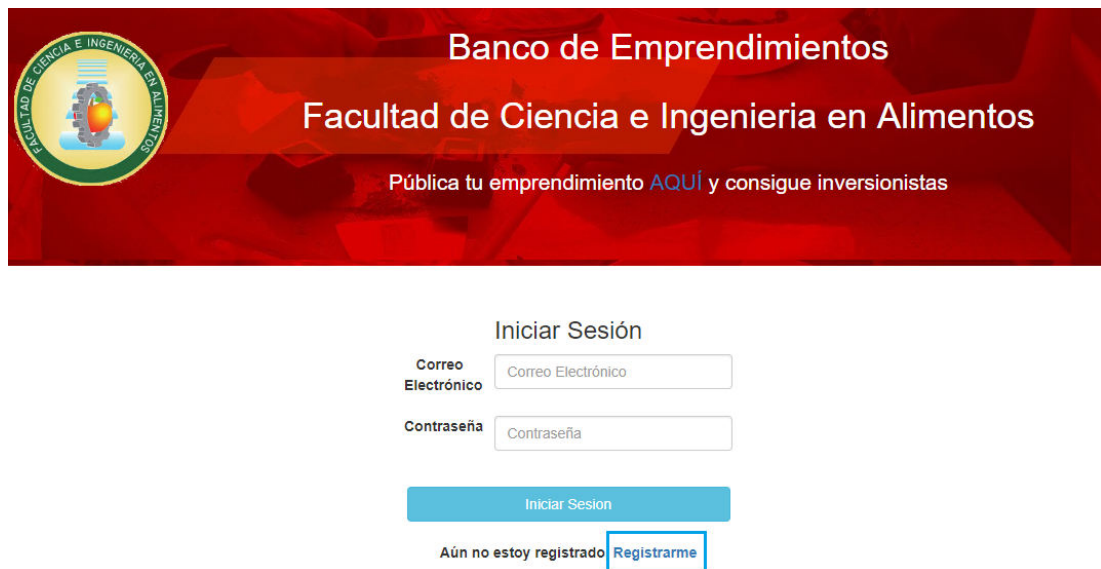 FACULTAD DE CIENCIA E INGENIERIA EN ALIMENTOS
Banco de Emprendimientos
Facultad de Ciencia e Ingenieria en Alimentos
Pública tu emprendimiento AQUÍ y consigue inversionistas
Iniciar Sesión
Correo Electrónico
Correo Electrónico
Contraseña
Contraseña
Iniciar Sesion
Aún no estoy registrado Registrarme